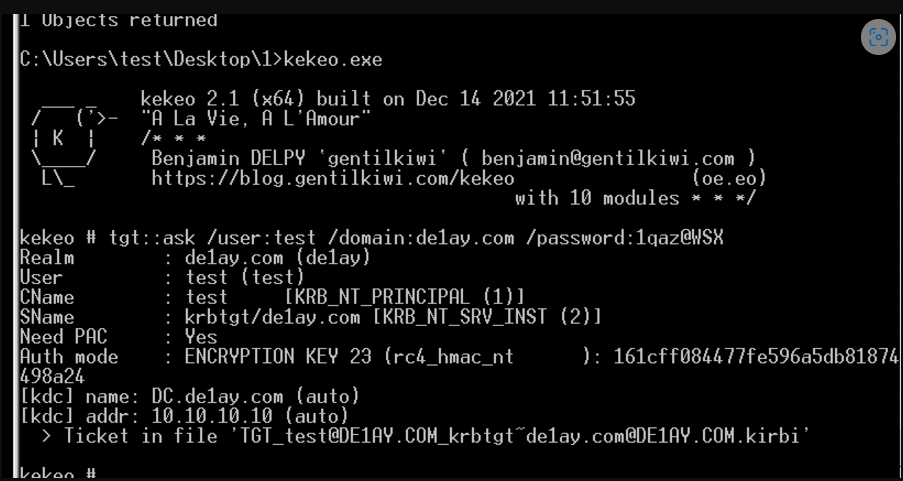 1 Objects returned
C:\Users\test\Desktop\1>kekeo.exe
  ___ _    kekeo 2.1 (x64) built on Dec 14 2021 11:51:55
 /   ('>-  "A La Vie, A L'Amour"
 | K  |    /* * *
 \____/     Benjamin DELPY `gentilkiwi` ( benjamin@gentilkiwi.com )
  L\_       https://blog.gentilkiwi.com/kekeo                (oe.eo)
                                             with 10 modules * * */
kekeo # tgt::ask /user:test /domain:de1ay.com /password:1qaz@WSX
Realm        : de1ay.com (de1ay)
User         : test (test)
CName        : test     [KRB_NT_PRINCIPAL (1)]
SName        : krbtgt/de1ay.com [KRB_NT_SRV_INST (2)]
Need PAC     : Yes
Auth mode    : ENCRYPTION KEY 23 (rc4_hmac_nt      ): 161cff084477fe596a5db81874
498a24
[kdc] name: DC.de1ay.com (auto)
[kdc] addr: 10.10.10.10 (auto)
  > Ticket in file 'TGT_test@DE1AY.COM_krbtgt~de1ay.com@DE1AY.COM.kirbi'
kekeo #